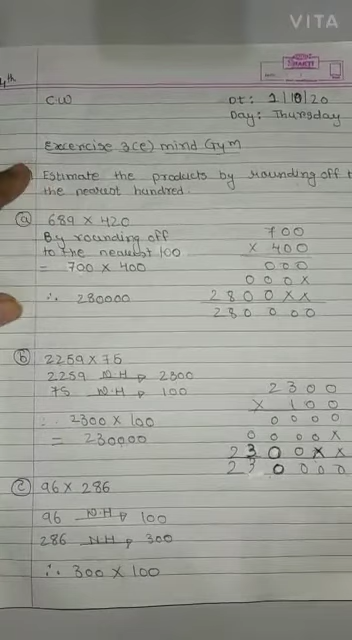 VITA
4th
SHAKTI
C.W
Dt: 1/10/20
Day: Thursday
Excercise 3(e) mind Gym
Estimate the products by rounding off t
the nearest hundred.
(a) 689 × 420
By rounding off
to the nearest 100
= 700 × 400
∴ 280000
700
× 400
000
000×
2800××
280000
(b) 2259 × 75
2259 N.H → 2300
75 N.H → 100
∴ 2300 × 100
= 230000
2300
× 100
0000
0000×
2300××
230000
(c) 96 × 286
96 N.H → 100
286 N.H → 300
∴ 300 × 100